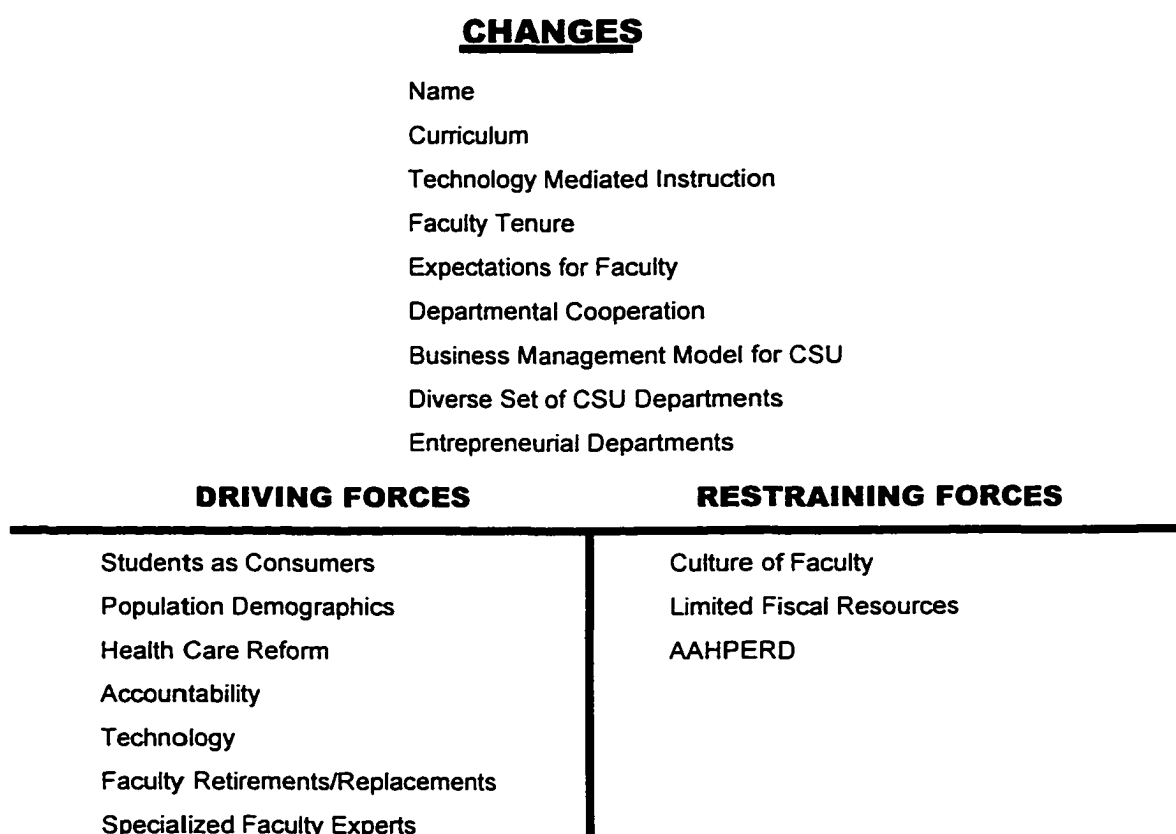 CHANGES
Name
Curriculum
Technology Mediated Instruction
Faculty Tenure
Expectations for Faculty
Departmental Cooperation
Business Management Model for CSU
Diverse Set of CSU Departments
Entrepreneurial Departments
DRIVING FORCES
RESTRAINING FORCES
Students as Consumers
Population Demographics
Health Care Reform
Accountability
Technology
Faculty Retirements/Replacements
Specialized Faculty Experts
Culture of Faculty
Limited Fiscal Resources
AAHPERD